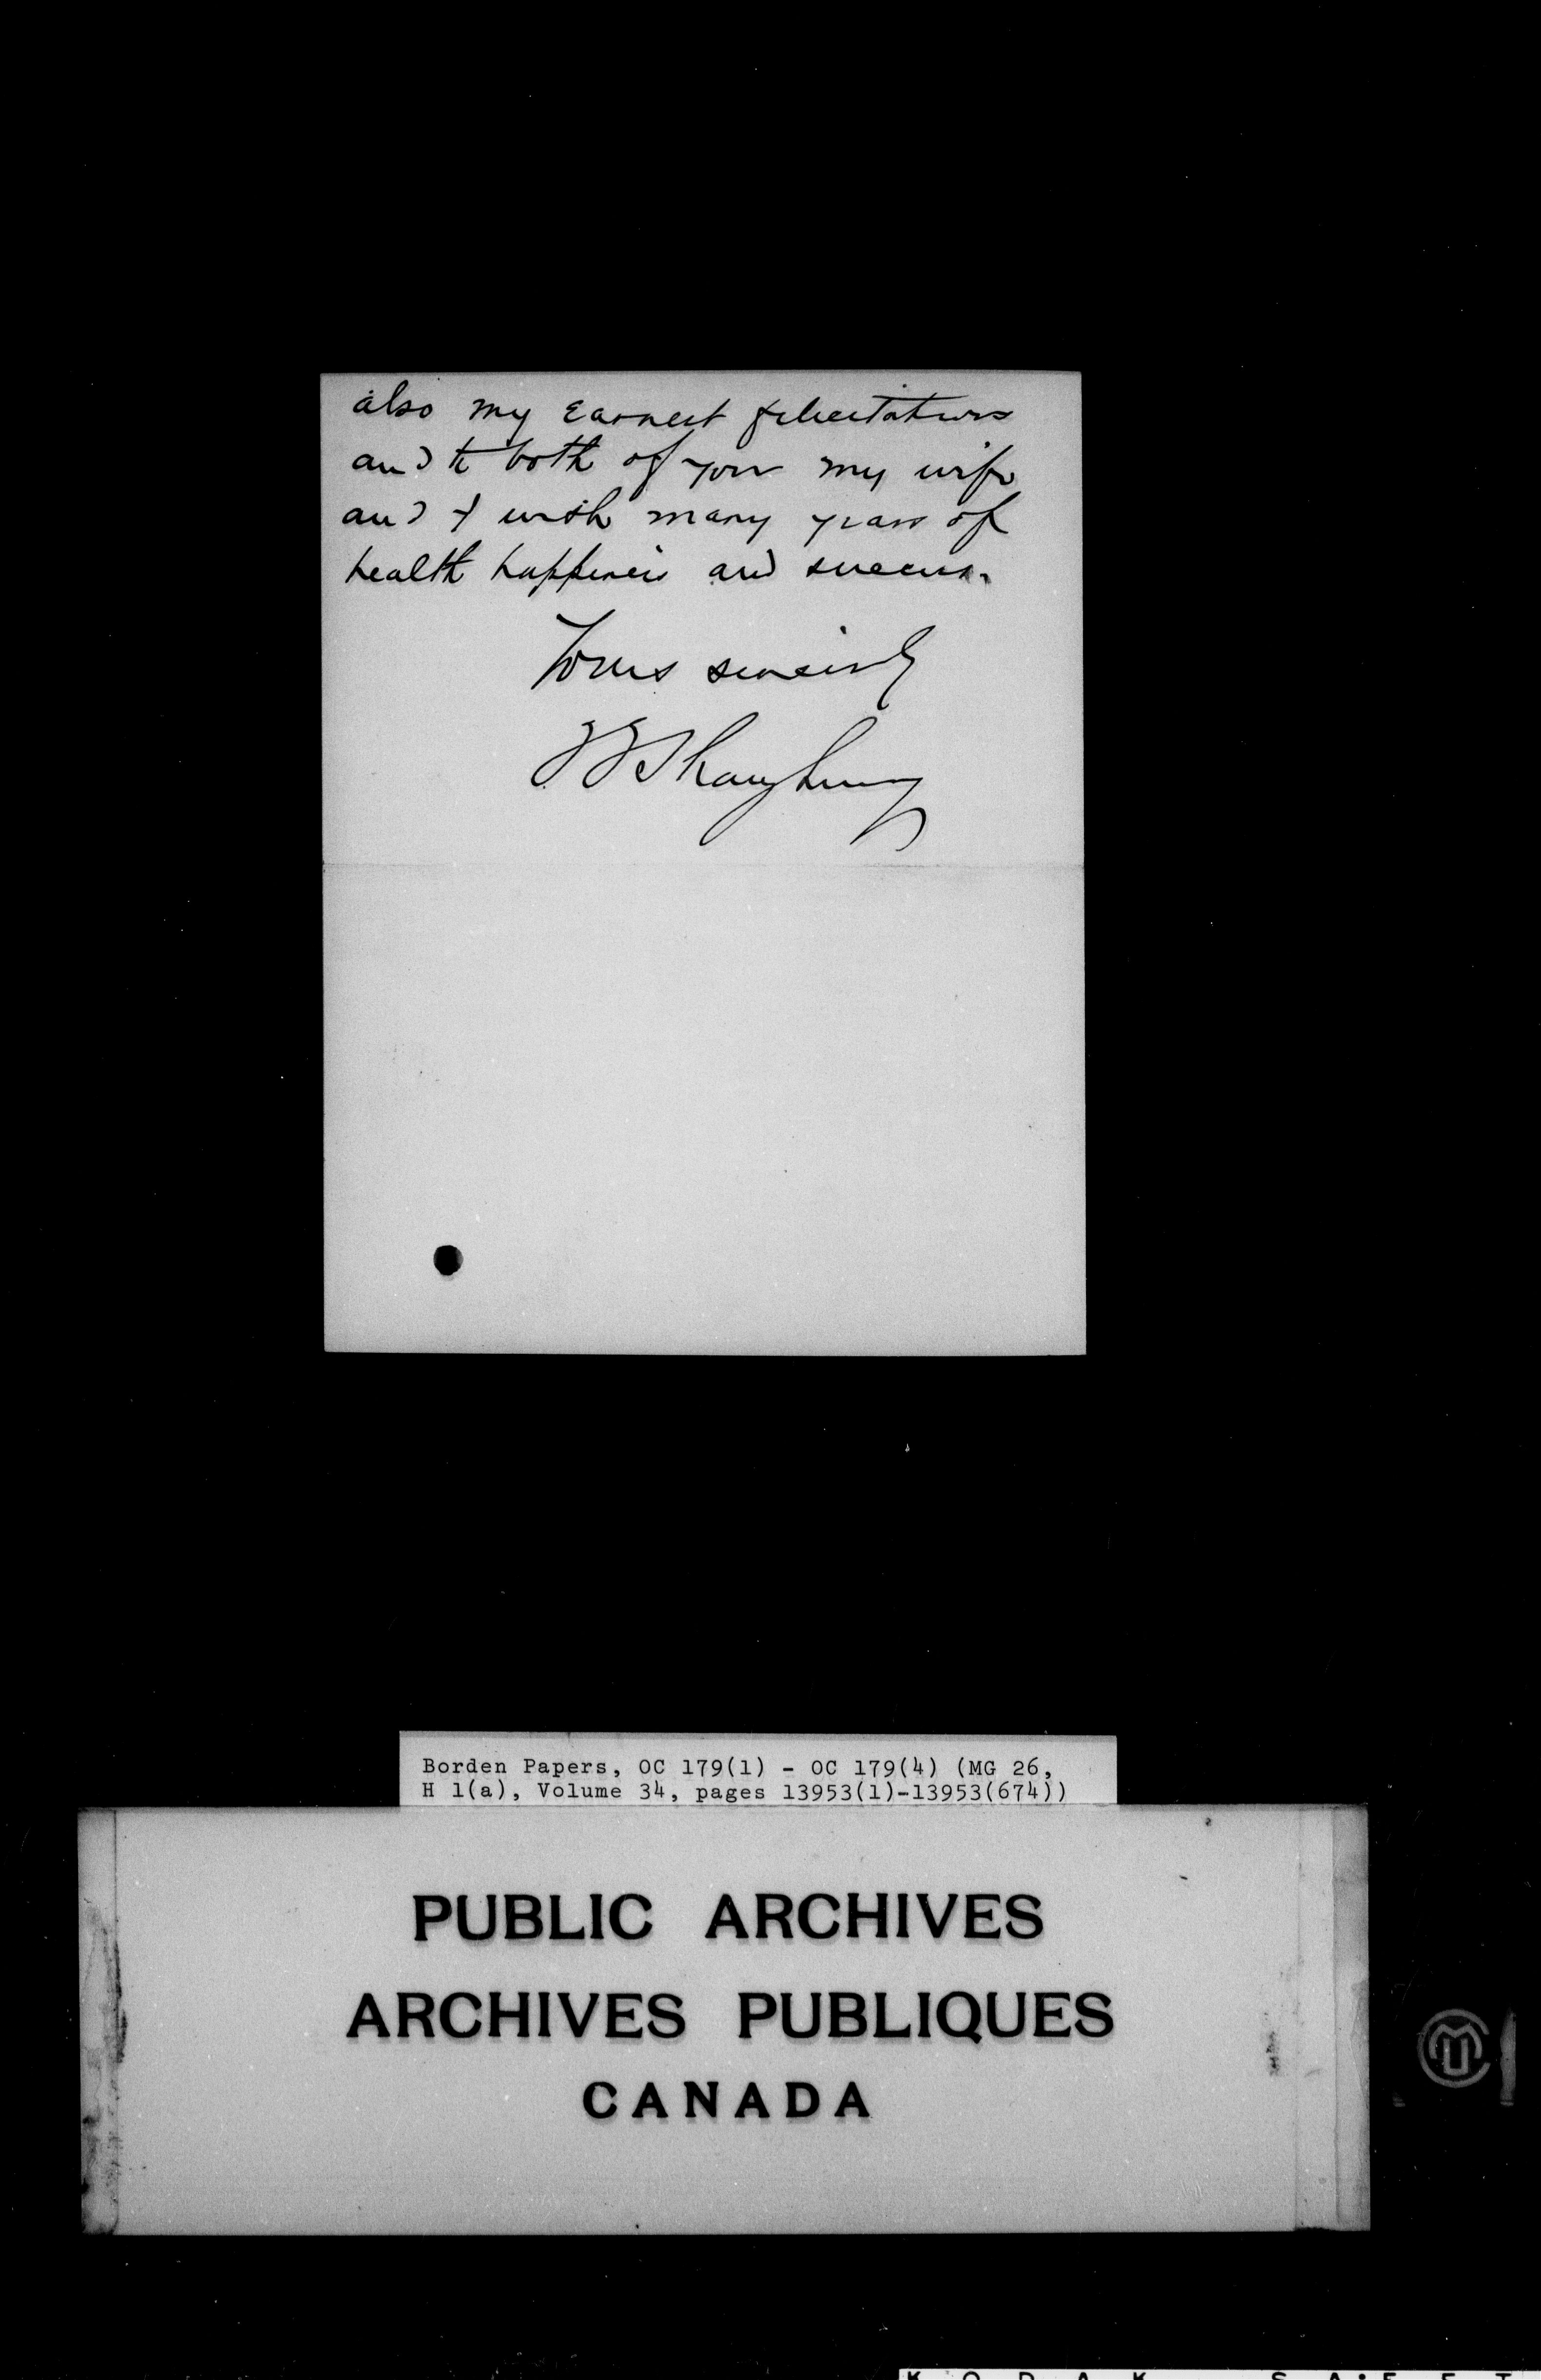 also my earnest felicitations
and to both of you my wife
and I wish many years of
health happiness and success.
Yours sincerely
TGShaughnessy
Borden Papers, OC 179(1) - OC 179(4) (MG 26,
H 1(a), Volume 34, pages 13953(1)-13953(674))
PUBLIC ARCHIVES
ARCHIVES PUBLIQUES
CANADA